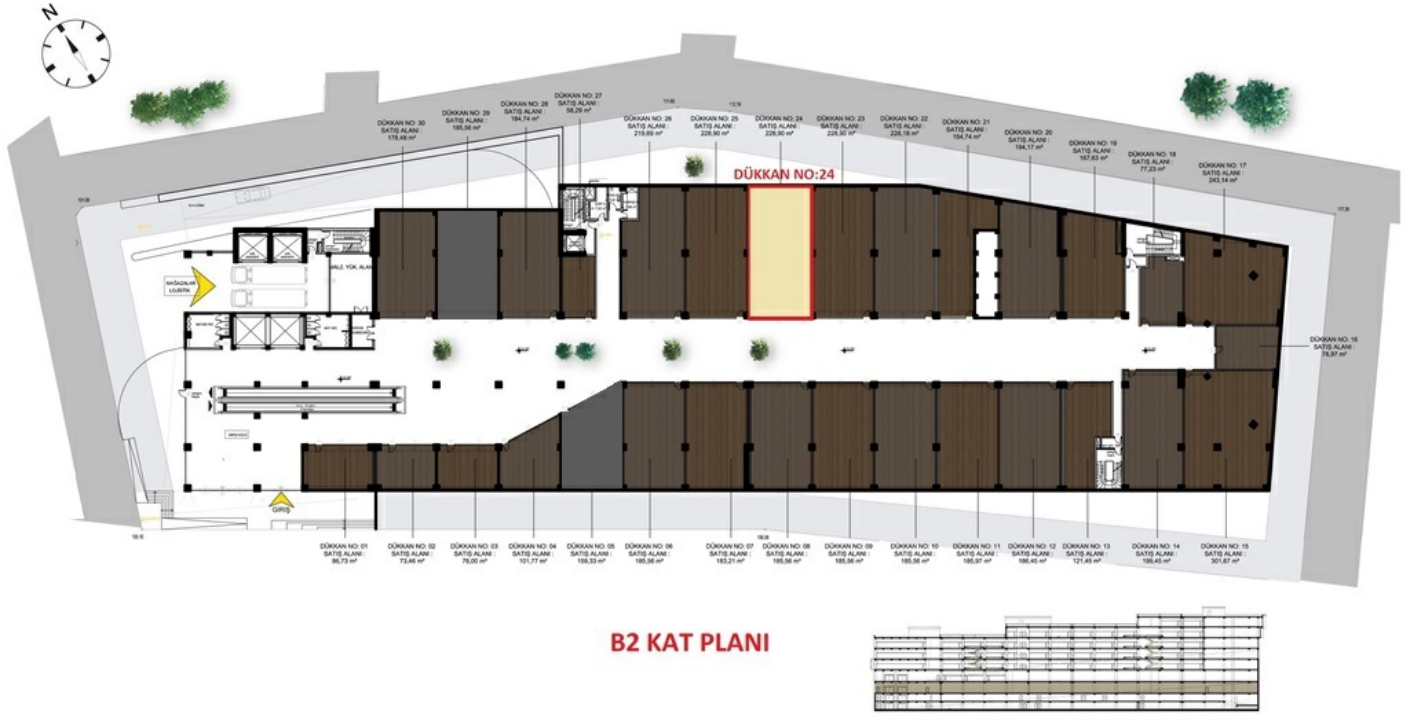 N
DÜKKAN NO: 30
SATIŞ ALANI :
178,48 m²
DÜKKAN NO: 29
SATIŞ ALANI :
185,56 m²
DÜKKAN NO: 28
SATIŞ ALANI :
184,74 m²
DÜKKAN NO: 27
SATIŞ ALANI :
58,29 m²
DÜKKAN NO: 26
SATIŞ ALANI :
219,69 m²
DÜKKAN NO: 25
SATIŞ ALANI :
228,90 m²
DÜKKAN NO: 24
SATIŞ ALANI :
228,90 m²
DÜKKAN NO: 23
SATIŞ ALANI :
228,90 m²
DÜKKAN NO: 22
SATIŞ ALANI :
228,18 m²
DÜKKAN NO: 21
SATIŞ ALANI :
154,74 m²
DÜKKAN NO: 20
SATIŞ ALANI :
194,17 m²
DÜKKAN NO: 19
SATIŞ ALANI :
167,63 m²
DÜKKAN NO: 18
SATIŞ ALANI :
77,23 m²
DÜKKAN NO: 17
SATIŞ ALANI :
243,14 m²
DÜKKAN NO:24
MALZ. YÜK. ALANI
MAĞAZALAR
LOJİSTİK
DÜKKAN NO: 16
SATIŞ ALANI :
78,97 m²
GİRİŞ
DÜKKAN NO: 01
SATIŞ ALANI :
86,73 m²
DÜKKAN NO: 02
SATIŞ ALANI :
73,46 m²
DÜKKAN NO: 03
SATIŞ ALANI :
76,00 m²
DÜKKAN NO: 04
SATIŞ ALANI :
101,77 m²
DÜKKAN NO: 05
SATIŞ ALANI :
159,33 m²
DÜKKAN NO: 06
SATIŞ ALANI :
185,56 m²
DÜKKAN NO: 07
SATIŞ ALANI :
183,21 m²
DÜKKAN NO: 08
SATIŞ ALANI :
185,56 m²
DÜKKAN NO: 09
SATIŞ ALANI :
185,56 m²
DÜKKAN NO: 10
SATIŞ ALANI :
185,56 m²
DÜKKAN NO: 11
SATIŞ ALANI :
185,97 m²
DÜKKAN NO: 12
SATIŞ ALANI :
186,45 m²
DÜKKAN NO: 13
SATIŞ ALANI :
121,45 m²
DÜKKAN NO: 14
SATIŞ ALANI :
199,45 m²
DÜKKAN NO: 15
SATIŞ ALANI :
301,67 m²
B2 KAT PLANI